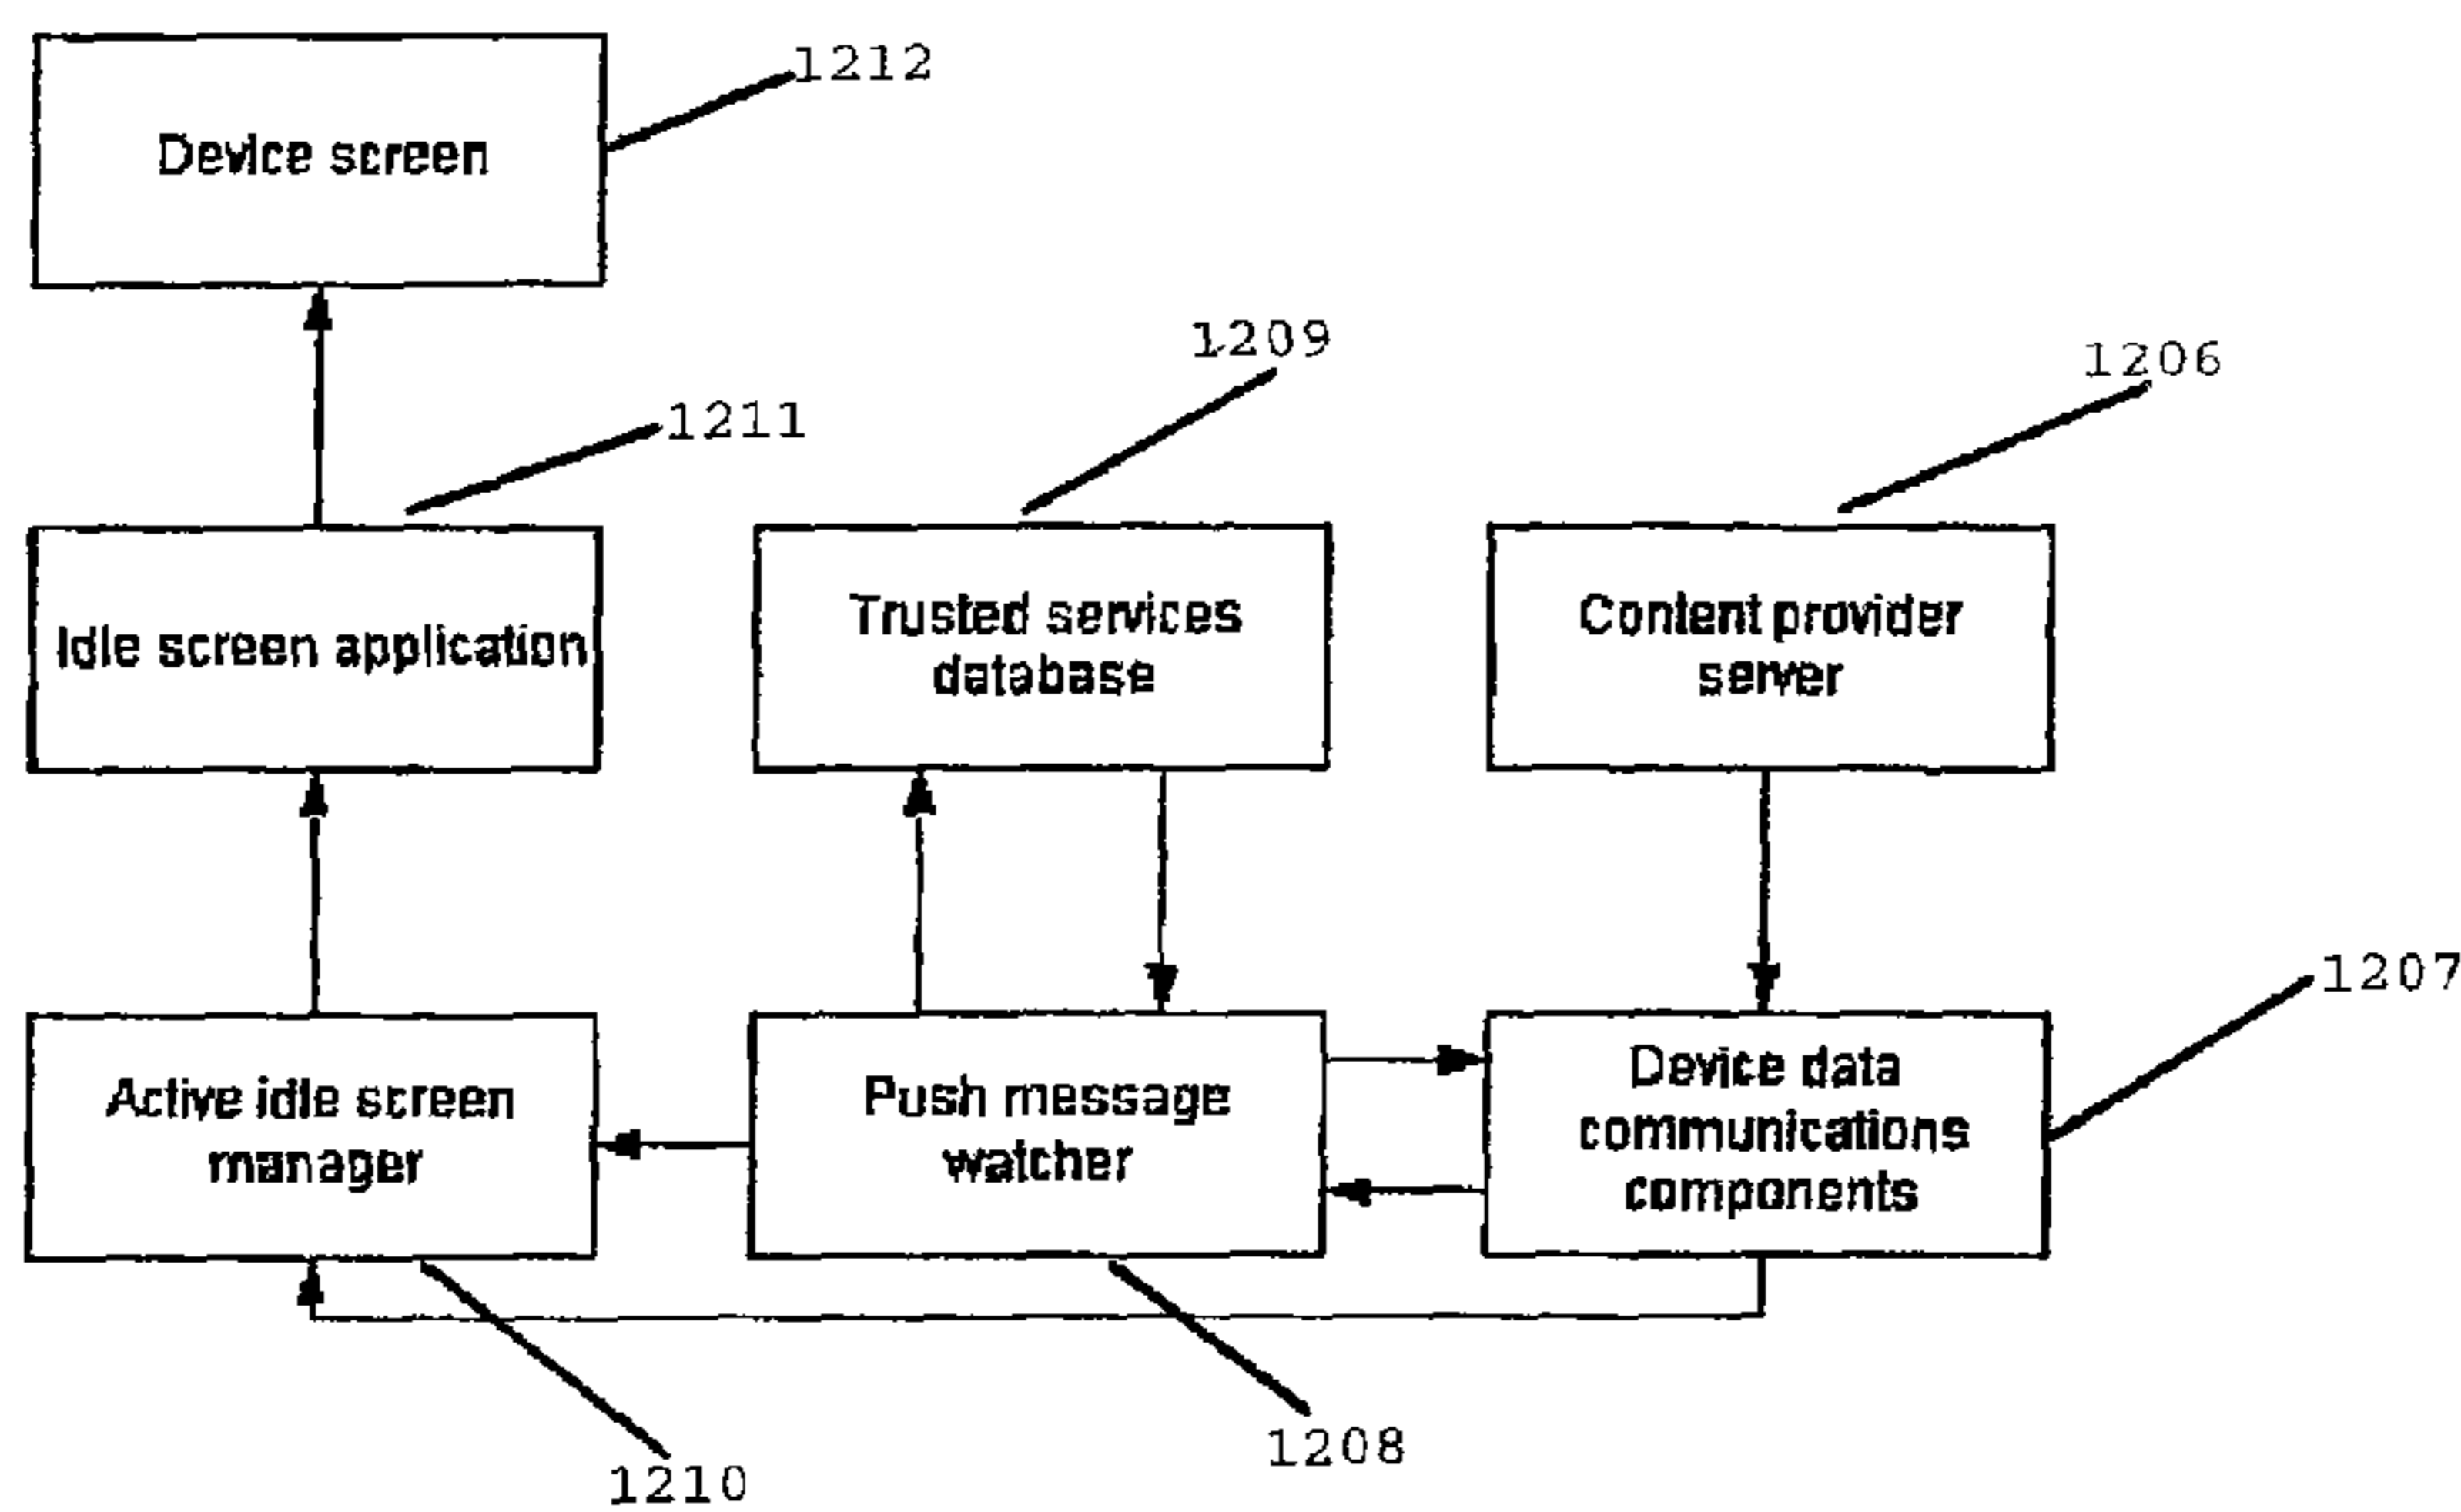 1212
Device screen
1209
1206
1211
Idle screen application
Trusted services
database
Content provider
server
1207
Active idle screen
manager
Push message
watcher
Device data
communications
components
1208
1210